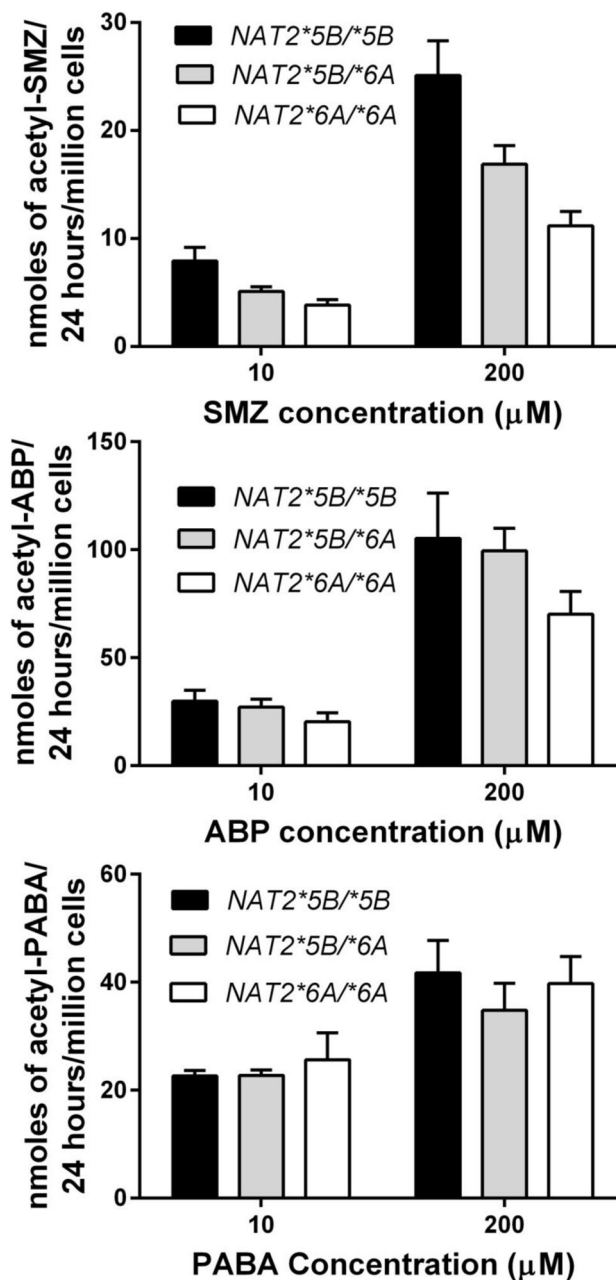 nmoles of acetyl-SMZ/
24 hours/million cells
30
20
10
0
NAT2*5B/*5B
NAT2*5B/*6A
NAT2*6A/*6A
10
200
SMZ concentration (μM)
nmoles of acetyl-ABP/
24 hours/million cells
150
100
50
0
NAT2*5B/*5B
NAT2*5B/*6A
NAT2*6A/*6A
10
200
ABP concentration (μM)
nmoles of acetyl-PABA/
24 hours/million cells
60
40
20
0
NAT2*5B/*5B
NAT2*5B/*6A
NAT2*6A/*6A
10
200
PABA Concentration (μM)